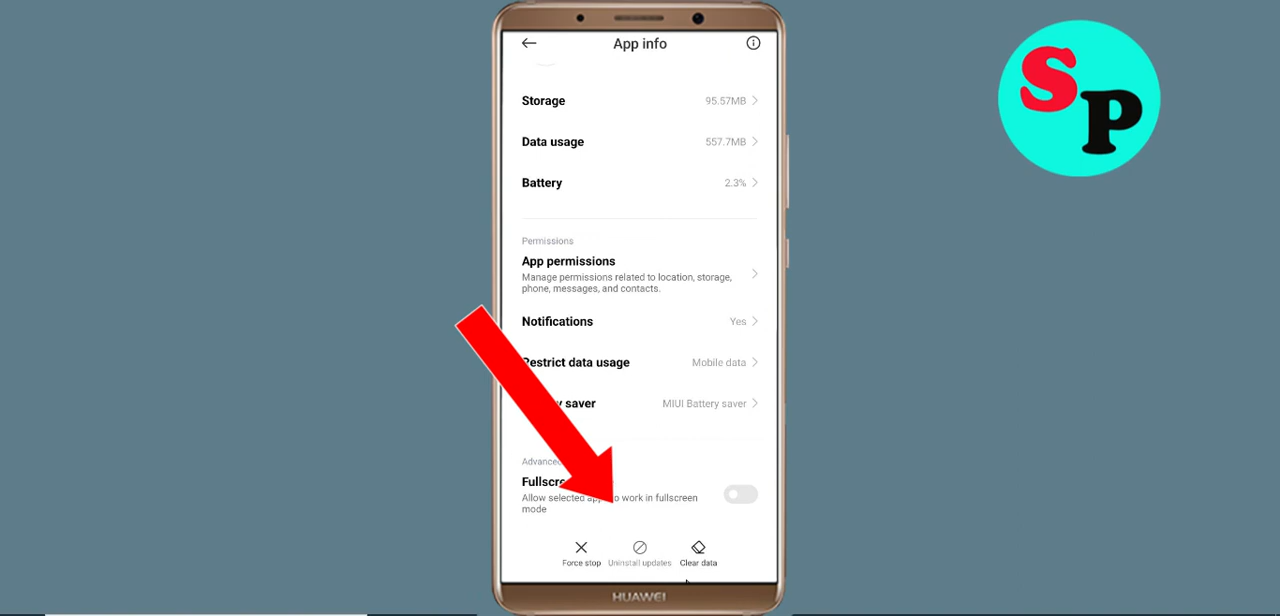 App info
SP
Storage 95.57MB
Data usage 557.7MB
Battery 2.3%
Permissions
App permissions
Manage permissions related to location, storage,
phone, messages, and contacts.
Notifications Yes
Restrict data usage Mobile data
saver MIUI Battery saver
Advanced
Allow selected to work in fullscreen
mode
Force stop Uninstall updates Clear data
HUAWEI